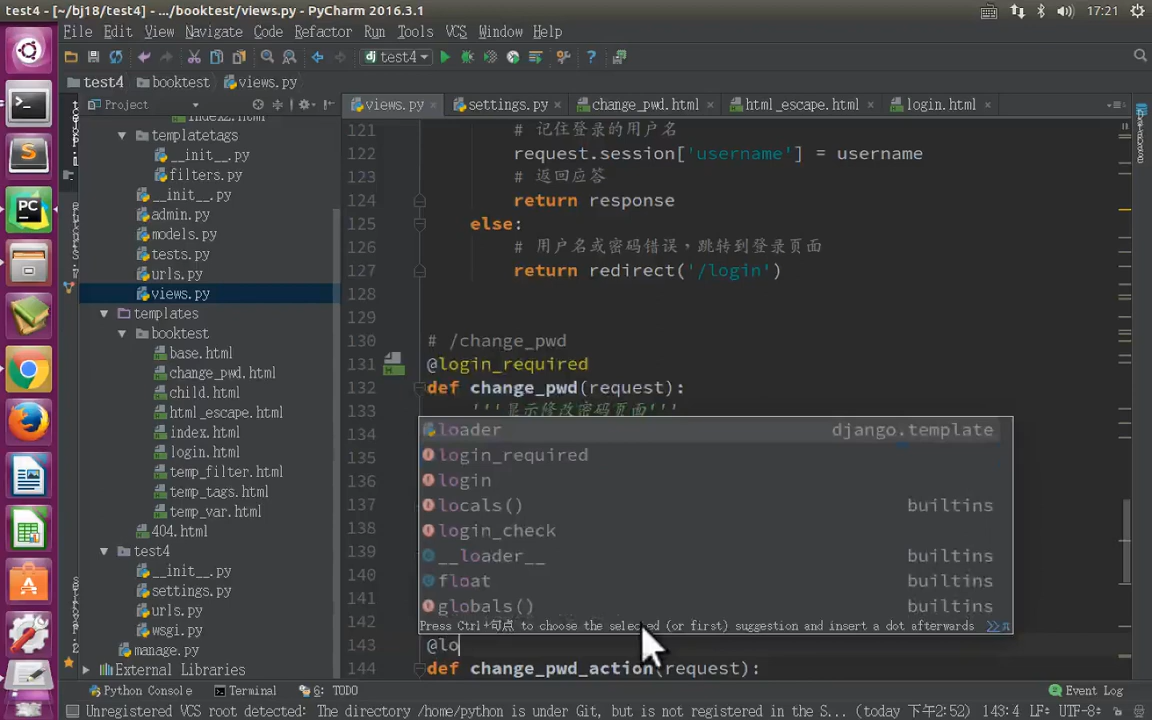 test4 - [~/bj18/test4] - .../booktest/views.py - PyCharm 2016.3.1
17:21
File Edit View Navigate Code Refactor Run Tools VCS Window Help
test4
test4 booktest views.py
Project
views.py settings.py change_pwd.html html_escape.html login.html
index2.html
templatetags
__init__.py
filters.py
__init__.py
admin.py
models.py
tests.py
urls.py
views.py
templates
booktest
base.html
change_pwd.html
child.html
html_escape.html
index.html
login.html
temp_filter.html
temp_tags.html
temp_var.html
404.html
test4
__init__.py
settings.py
urls.py
wsgi.py
manage.py
External Libraries
121 # 记住登录的用户名
122 request.session['username'] = username
123 # 返回应答
124 return response
125 else:
126 # 用户名或密码错误，跳转到登录页面
127 return redirect('/login')
128
129
130 # /change_pwd
131 @login_required
132 def change_pwd(request):
133 '''显示修改密码页面'''
134
135
136
137
138
139
140
141
142
143 @lo
144 def change_pwd_action(request):
loader django.template
login_required
login
locals() builtins
login_check
__loader__ builtins
float builtins
globals() builtins
Press Ctrl+句点 to choose the selected (or first) suggestion and insert a dot afterwards >> π
Python Console Terminal 6: TODO Event Log
Unregistered VCS root detected: The directory /home/python is under Git, but is not registered in the S... (today 下午2:52) 143:4 LF÷ UTF-8÷